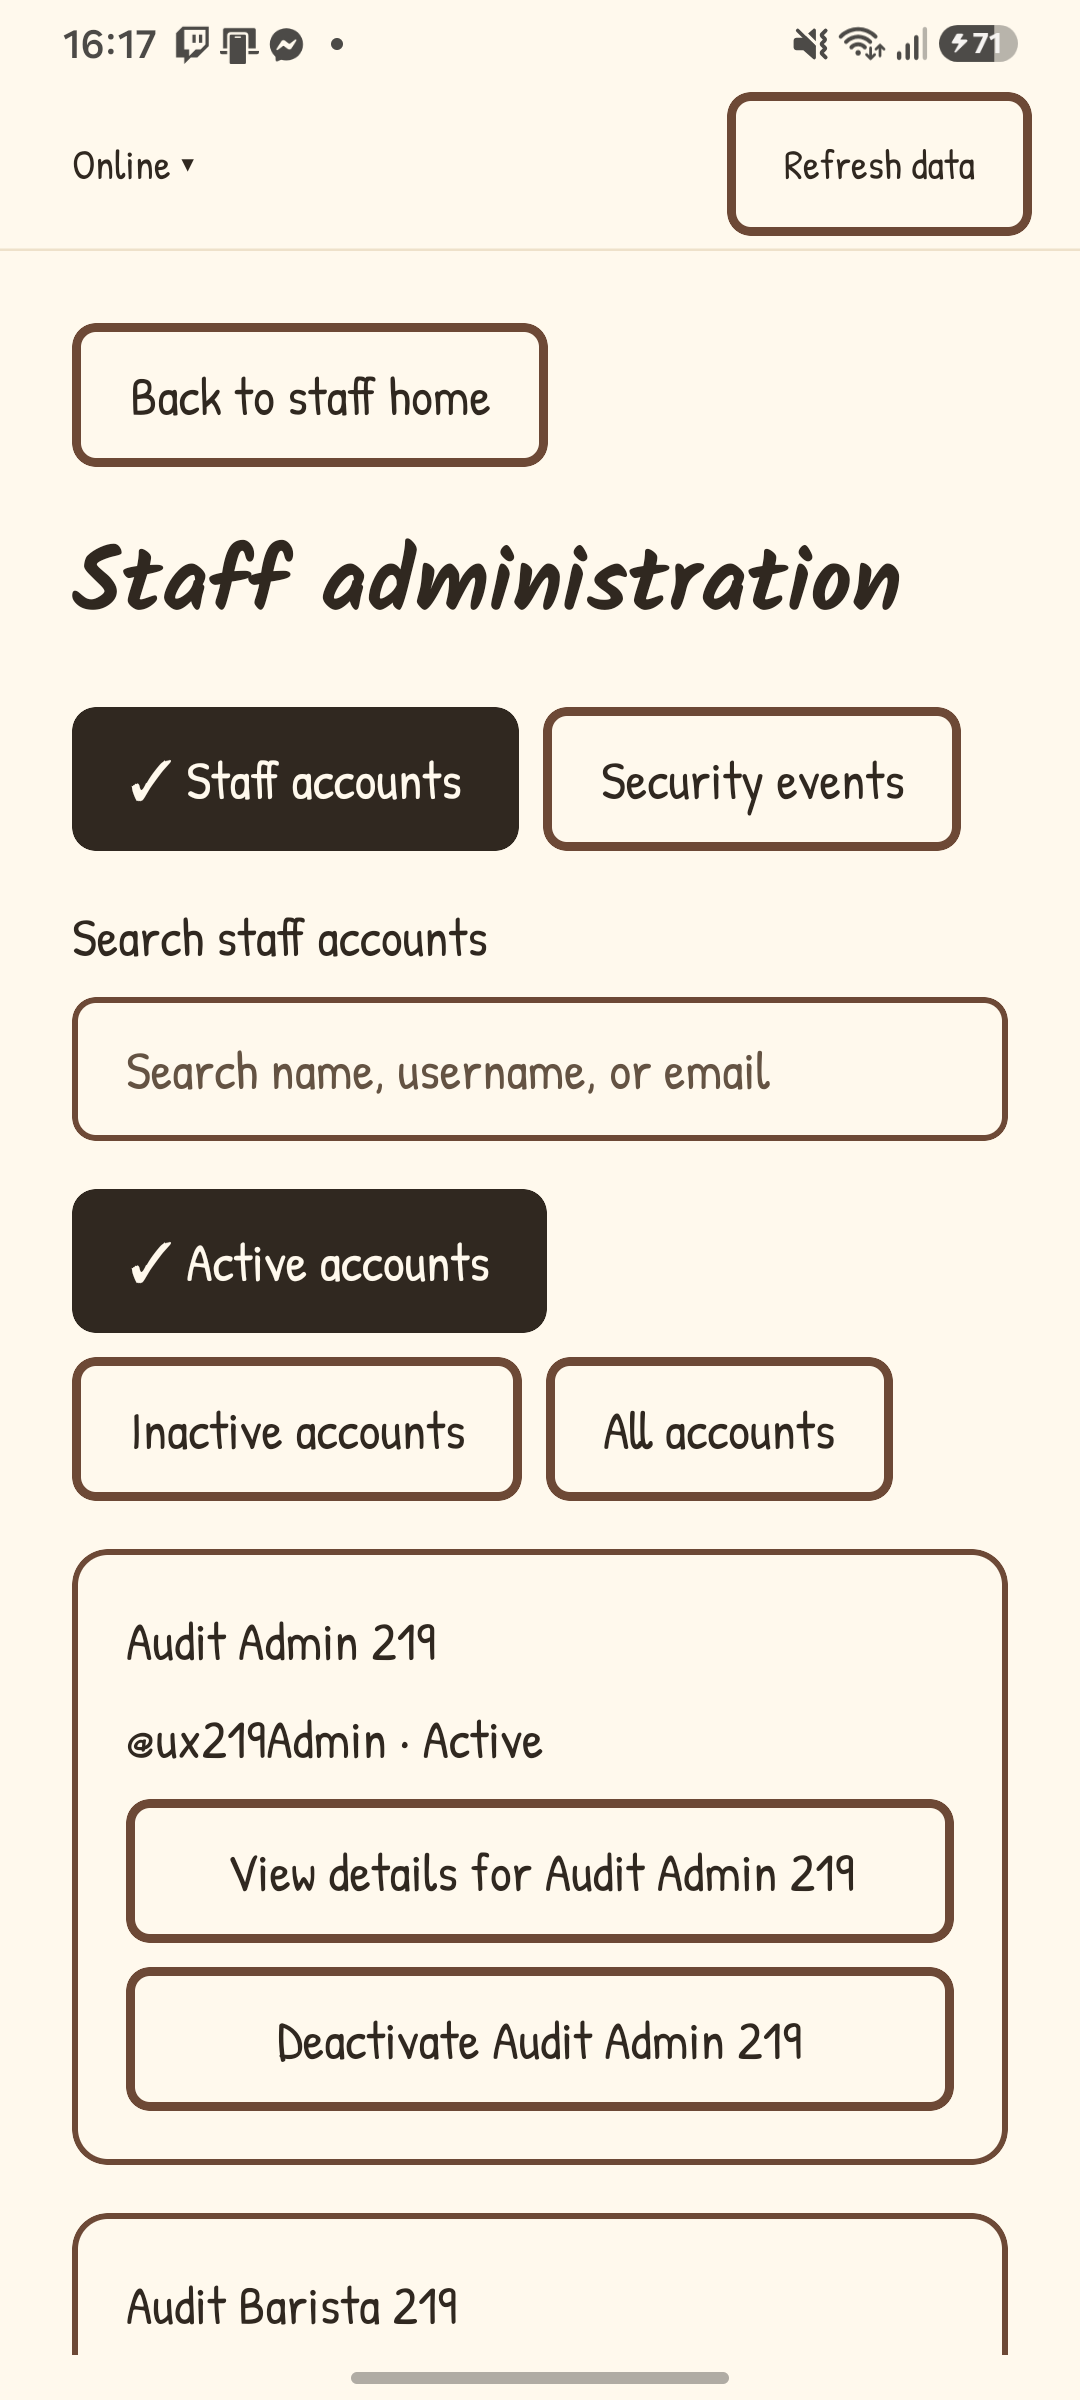 16:17
71
Online ▾
Refresh data
Back to staff home
Staff administration
✓ Staff accounts
Security events
Search staff accounts
Search name, username, or email
✓ Active accounts
Inactive accounts
All accounts
Audit Admin 219
@ux219Admin · Active
View details for Audit Admin 219
Deactivate Audit Admin 219
Audit Barista 219